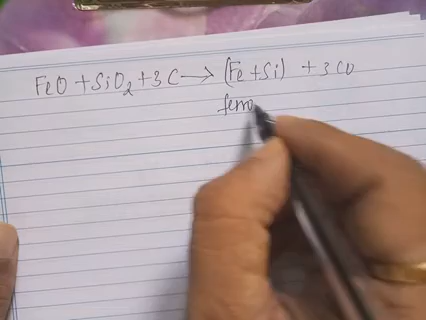 FeO + SiO₂ + 3C → (Fe + Si) + 3CO
ferro